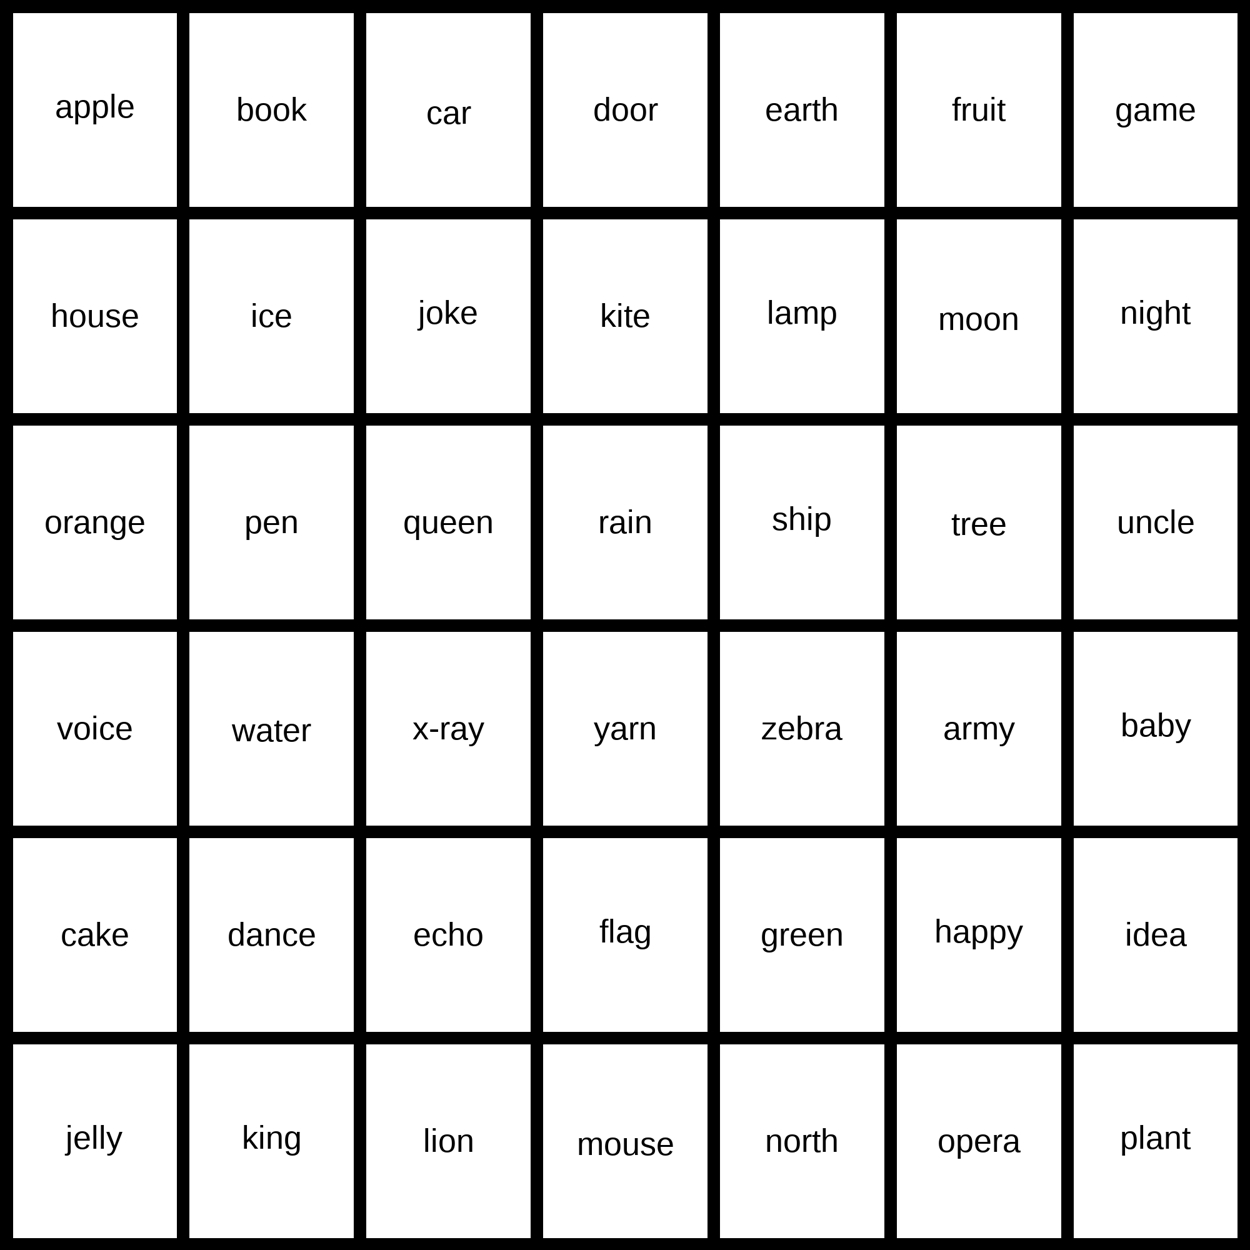 apple book car door earth fruit game
house ice joke kite lamp moon night
orange pen queen rain ship tree uncle
voice water x-ray yarn zebra army baby
cake dance echo flag green happy idea
jelly king lion mouse north opera plant